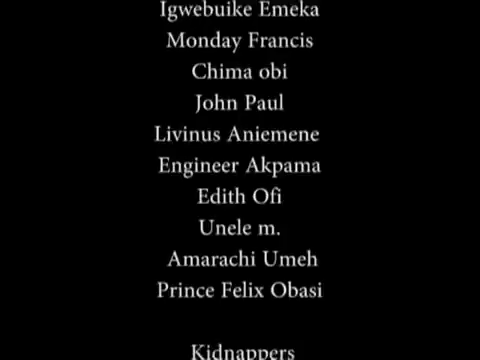 Igwebuike Emeka
Monday Francis
Chima obi
John Paul
Livinus Aniemene
Engineer Akpama
Edith Ofi
Unele m.
Amarachi Umeh
Prince Felix Obasi
Kidnappers